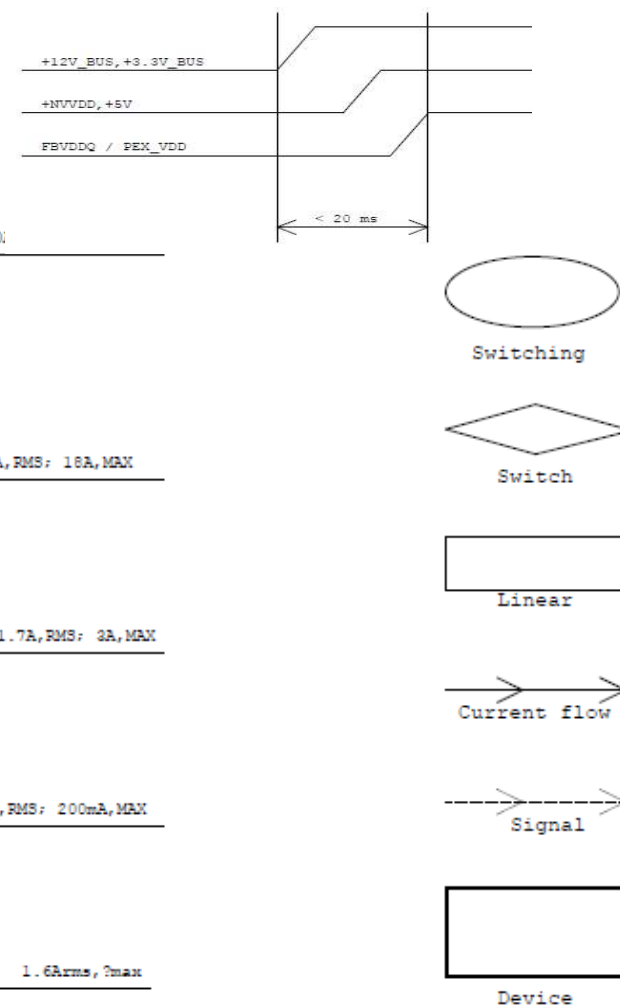 +12V_BUS,+3.3V_BUS
+NVVDD,+5V
FBVDDQ / PEX_VDD
< 20 ms
Switching
,RMS; 18A,MAX
Switch
Linear
1.7A,RMS; 3A,MAX
Current flow
,RMS; 200mA,MAX
Signal
1.6Arms,?max
Device